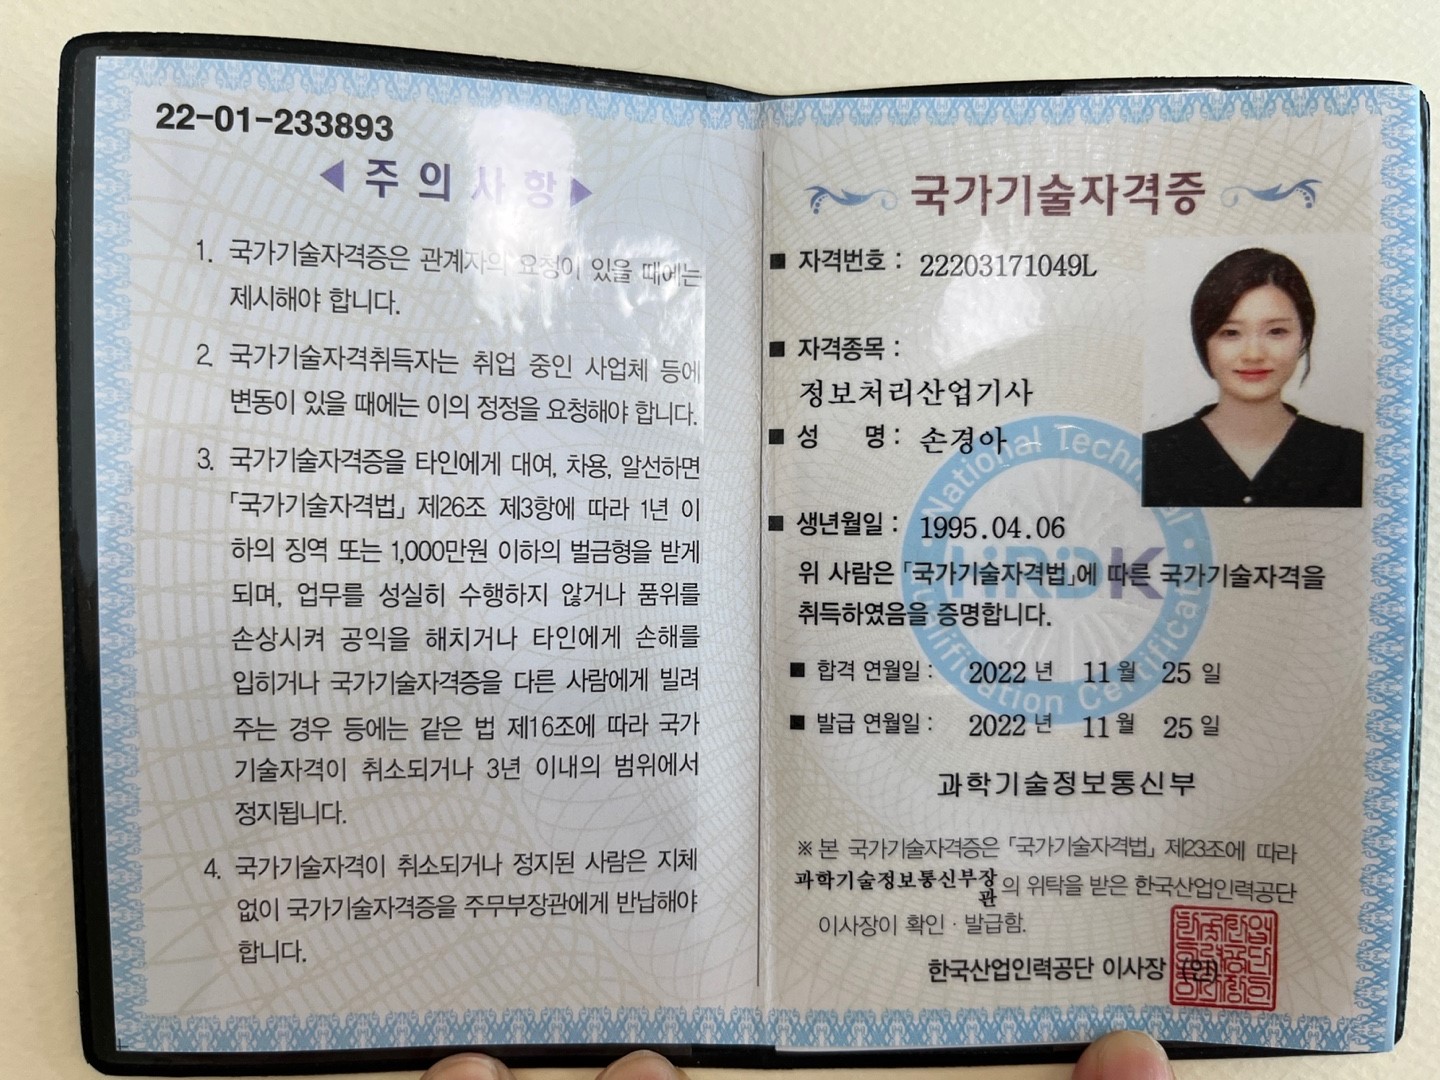 22-01-233893
◀ 주 의 사 항 ▶
1. 국가기술자격증은 관계자의 요청이 있을 때에는
제시해야 합니다.
2. 국가기술자격취득자는 취업 중인 사업체 등에
변동이 있을 때에는 이의 정정을 요청해야 합니다.
3. 국가기술자격증을 타인에게 대여, 차용, 알선하면
「국가기술자격법」 제26조 제3항에 따라 1년 이
하의 징역 또는 1,000만원 이하의 벌금형을 받게
되며, 업무를 성실히 수행하지 않거나 품위를
손상시켜 공익을 해치거나 타인에게 손해를
입히거나 국가기술자격증을 다른 사람에게 빌려
주는 경우 등에는 같은 법 제16조에 따라 국가
기술자격이 취소되거나 3년 이내의 범위에서
정지됩니다.
4. 국가기술자격이 취소되거나 정지된 사람은 지체
없이 국가기술자격증을 주무부장관에게 반납해야
합니다.
국가기술자격증
■ 자격번호 : 22203171049L
■ 자격종목 :
정보처리산업기사
■ 성 명 : 손경아
■ 생년월일 : 1995.04.06
위 사람은 「국가기술자격법」에 따른 국가기술자격을
취득하였음을 증명합니다.
■ 합격 연월일 : 2022 년 11 월 25 일
■ 발급 연월일 : 2022 년 11 월 25 일
과학기술정보통신부
※ 본 국가기술자격증은 「국가기술자격법」 제23조에 따라
과학기술정보통신부장관의 위탁을 받은 한국산업인력공단
이사장이 확인 · 발급함.
한국산업인력공단 이사장 (인)
National Technical
HRDK
Qualification Certificate